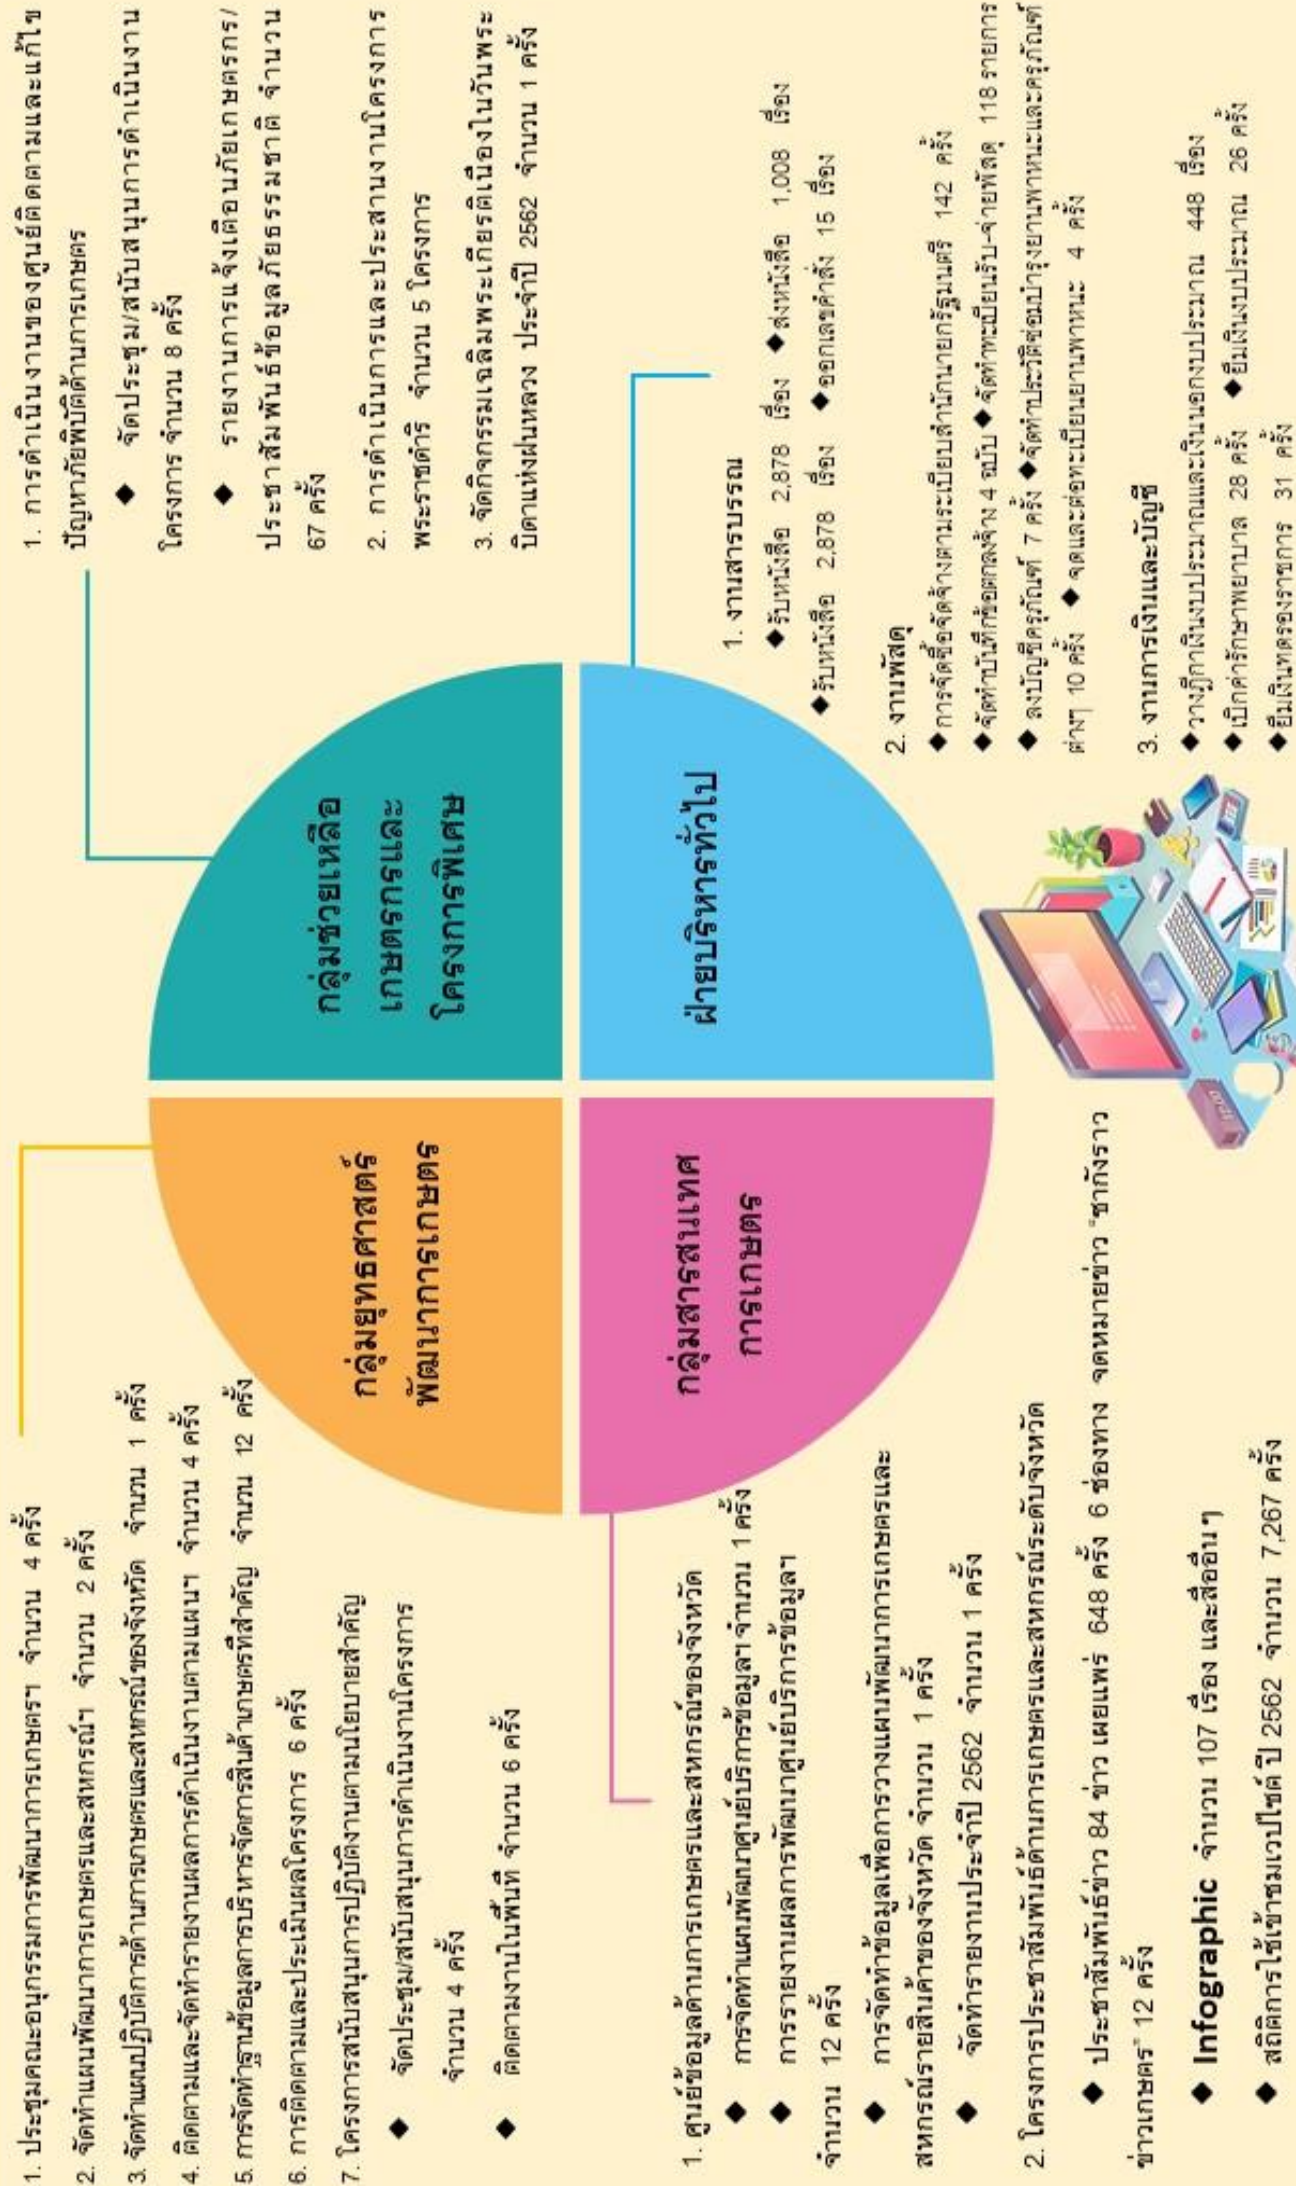 1. ประชุมคณะอนุกรรมการพัฒนาการเกษตรฯ จำนวน 4 ครั้ง
2. จัดทำแผนพัฒนาการเกษตรและสหกรณ์ฯ จำนวน 2 ครั้ง
3. จัดทำแผนปฏิบัติการด้านการเกษตรและสหกรณ์ของจังหวัด จำนวน 1 ครั้ง
4. ติดตามและจัดทำรายงานผลการดำเนินงานตามแผนฯ จำนวน 4 ครั้ง
5. การจัดทำฐานข้อมูลการบริหารจัดการสินค้าเกษตรที่สำคัญ จำนวน 12 ครั้ง
6. การติดตามและประเมินผลโครงการ 6 ครั้ง
7. โครงการสนับสนุนการปฏิบัติงานตามนโยบายสำคัญ
◆ จัดประชุม/สนับสนุนการดำเนินงานโครงการ
จำนวน 4 ครั้ง
◆ ติดตามงานในพื้นที่ จำนวน 6 ครั้ง
กลุ่มยุทธศาสตร์
พัฒนาการเกษตร
กลุ่มช่วยเหลือ
เกษตรกรและ
โครงการพิเศษ
1. การดำเนินงานของศูนย์ติดตามและแก้ไข
ปัญหาภัยพิบัติด้านการเกษตร
◆ จัดประชุม/สนับสนุนการดำเนินงาน
โครงการ จำนวน 8 ครั้ง
◆ รายงานการแจ้งเตือนภัยเกษตรกร/
ประชาสัมพันธ์ข้อมูลภัยธรรมชาติ จำนวน
67 ครั้ง
2. การดำเนินการและประสานงานโครงการ
พระราชดำริ จำนวน 5 โครงการ
3. จัดกิจกรรมเฉลิมพระเกียรติเนื่องในวันพระ
บิดาแห่งฝนหลวง ประจำปี 2562 จำนวน 1 ครั้ง
กลุ่มสารสนเทศ
การเกษตร
ฝ่ายบริหารทั่วไป
1. ศูนย์ข้อมูลด้านการเกษตรและสหกรณ์ของจังหวัด
◆ การจัดทำแผนพัฒนาศูนย์บริการข้อมูลฯ จำนวน 1 ครั้ง
◆ การรายงานผลการพัฒนาศูนย์บริการข้อมูลฯ
จำนวน 12 ครั้ง
◆ การจัดทำข้อมูลเพื่อการวางแผนพัฒนาการเกษตรและ
สหกรณ์รายสินค้าของจังหวัด จำนวน 1 ครั้ง
◆ จัดทำรายงานประจำปี 2562 จำนวน 1 ครั้ง
2. โครงการประชาสัมพันธ์ด้านการเกษตรและสหกรณ์ระดับจังหวัด
◆ ประชาสัมพันธ์ข่าว 84 ข่าว เผยแพร่ 648 ครั้ง 6 ช่องทาง จดหมายข่าว "ชากังราว
ข่าวเกษตร" 12 ครั้ง
◆ Infographic จำนวน 107 เรื่อง และสื่ออื่นๆ
◆ สถิติการใช้เข้าชมเวปไซต์ ปี 2562 จำนวน 7,267 ครั้ง
1. งานสารบรรณ
◆รับหนังสือ 2,878 เรื่อง ◆ส่งหนังสือ 1,008 เรื่อง
◆รับหนังสือ 2,878 เรื่อง ◆ออกเลขคำสั่ง 15 เรื่อง
2. งานพัสดุ
◆การจัดซื้อจัดจ้างตามระเบียบสำนักนายกรัฐมนตรี 142 ครั้ง
◆จัดทำบันทึกข้อตกลงจ้าง 4 ฉบับ ◆จัดทำทะเบียนรับ-จ่ายพัสดุ 118 รายการ
◆ ลงบัญชีครุภัณฑ์ 7 ครั้ง ◆จัดทำประวัติซ่อมบำรุงยานพาหนะและครุภัณฑ์
ต่างๆ 10 ครั้ง ◆ จดและต่อทะเบียนยานพาหนะ 4 ครั้ง
3. งานการเงินและบัญชี
◆วางฎีกาเงินงบประมาณและเงินนอกงบประมาณ 448 เรื่อง
◆เบิกค่ารักษาพยาบาล 28 ครั้ง ◆ยืมเงินงบประมาณ 26 ครั้ง
◆ยืมเงินทดรองราชการ 31 ครั้ง